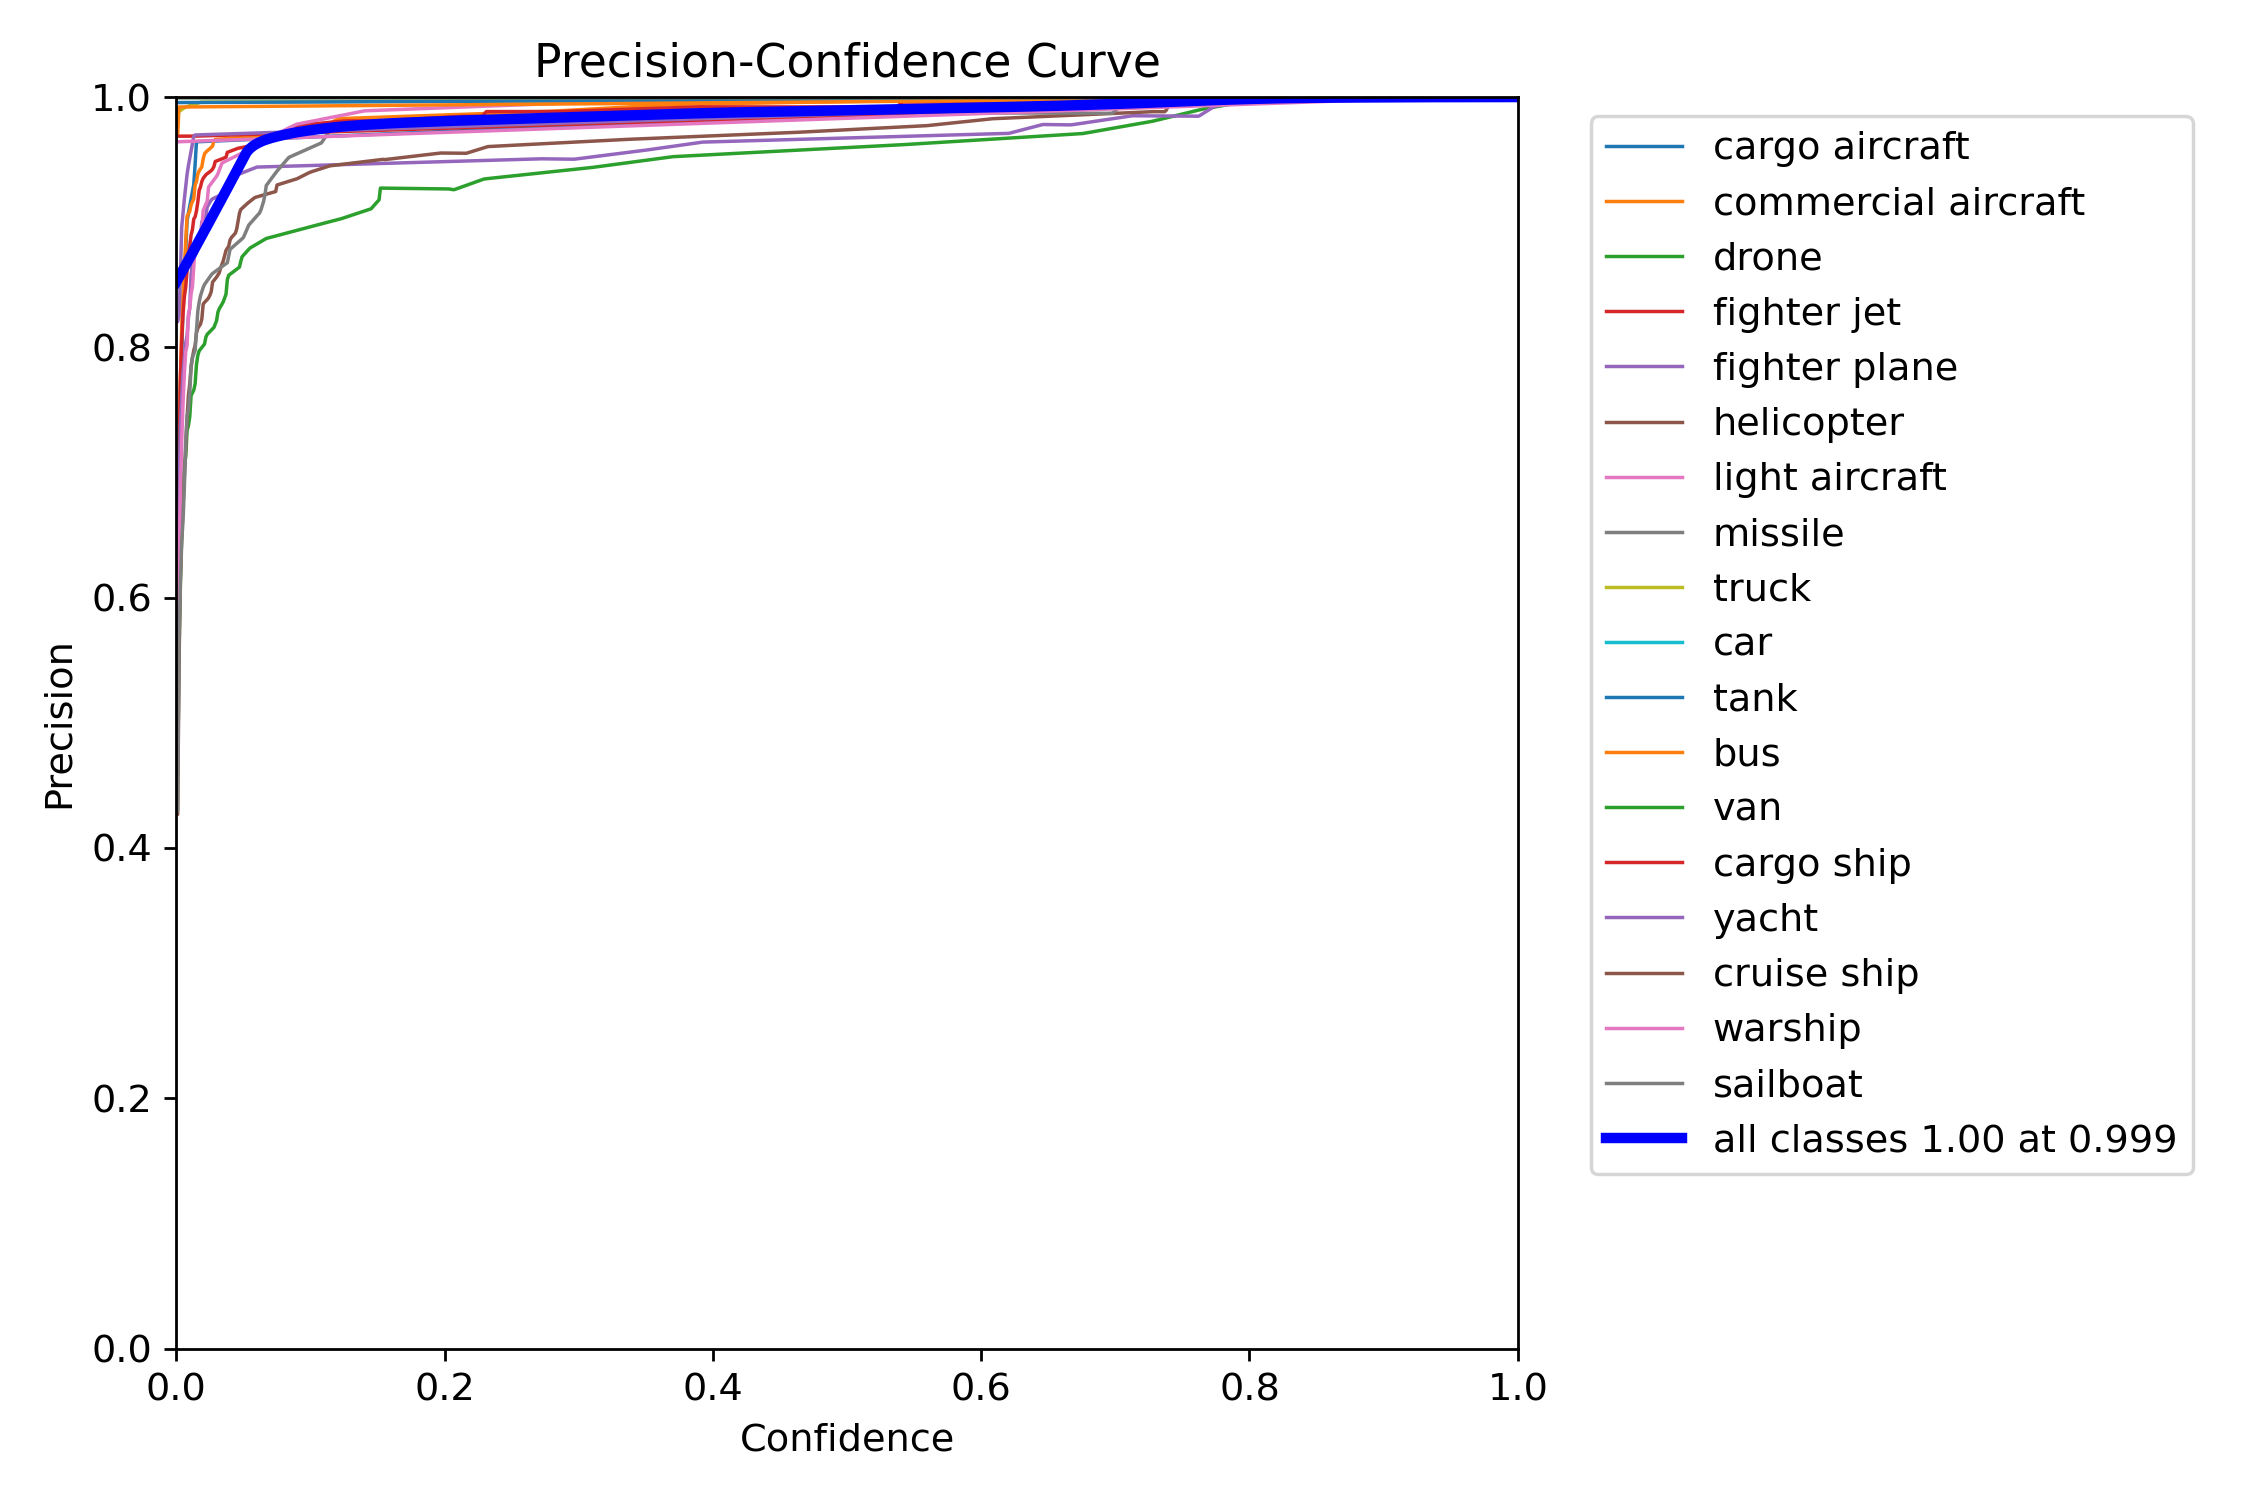 Precision-Confidence Curve
1.0
0.8
0.6
0.4
0.2
0.0
Precision
0.0 0.2 0.4 0.6 0.8 1.0
Confidence
cargo aircraft
commercial aircraft
drone
fighter jet
fighter plane
helicopter
light aircraft
missile
truck
car
tank
bus
van
cargo ship
yacht
cruise ship
warship
sailboat
all classes 1.00 at 0.999